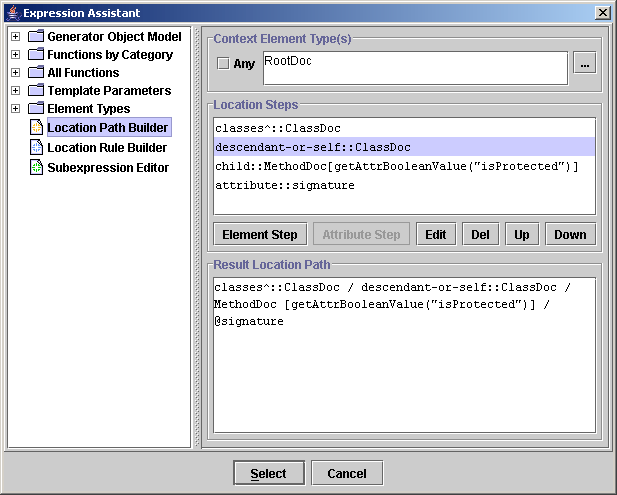 Expression Assistant
Generator Object Model
Functions by Category
All Functions
Template Parameters
Element Types
Location Path Builder
Location Rule Builder
Subexpression Editor
Context Element Type(s)
Any
RootDoc
...
Location Steps
classes^::ClassDoc
descendant-or-self::ClassDoc
child::MethodDoc[getAttrBooleanValue("isProtected")]
attribute::signature
Element Step
Attribute Step
Edit
Del
Up
Down
Result Location Path
classes^::ClassDoc / descendant-or-self::ClassDoc /
MethodDoc [getAttrBooleanValue("isProtected")] /
@signature
Select
Cancel